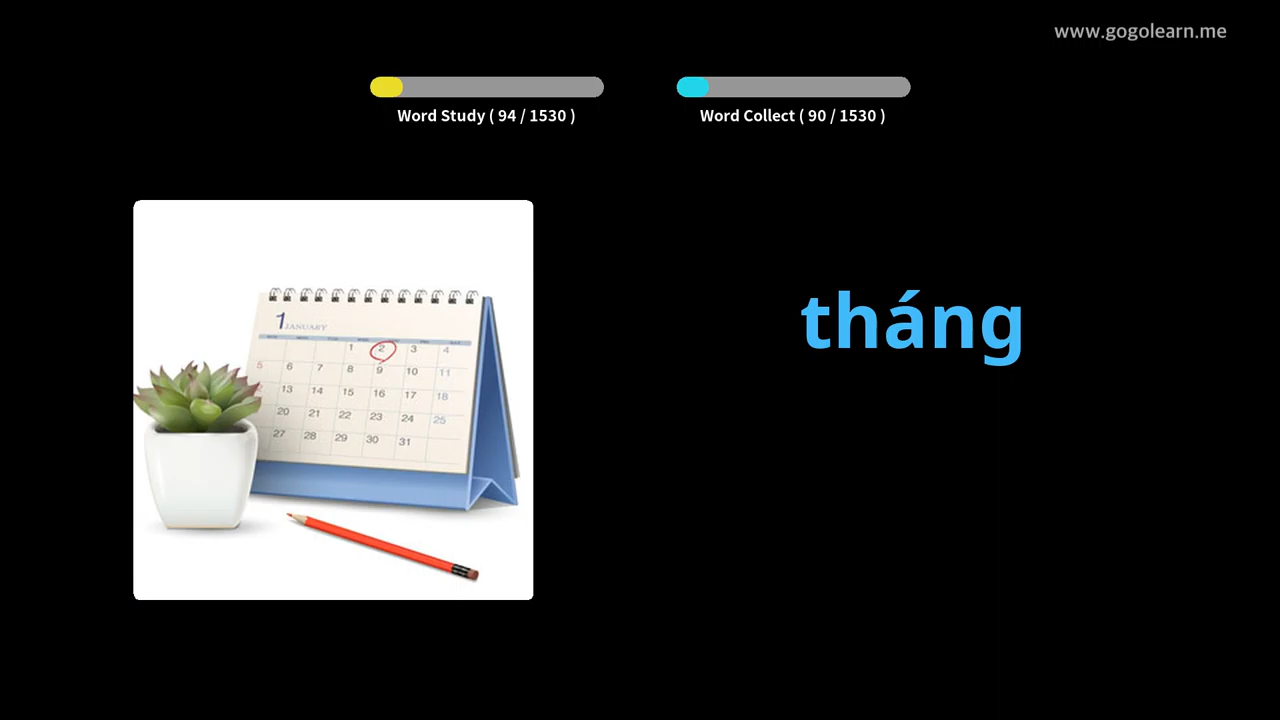 www.gogolearn.me
Word Study ( 94 / 1530 )
Word Collect ( 90 / 1530 )
tháng
1 JANUARY
1 2 3 4
5 6 7 8 9 10 11
13 14 15 16 17 18
20 21 22 23 24 25
27 28 29 30 31